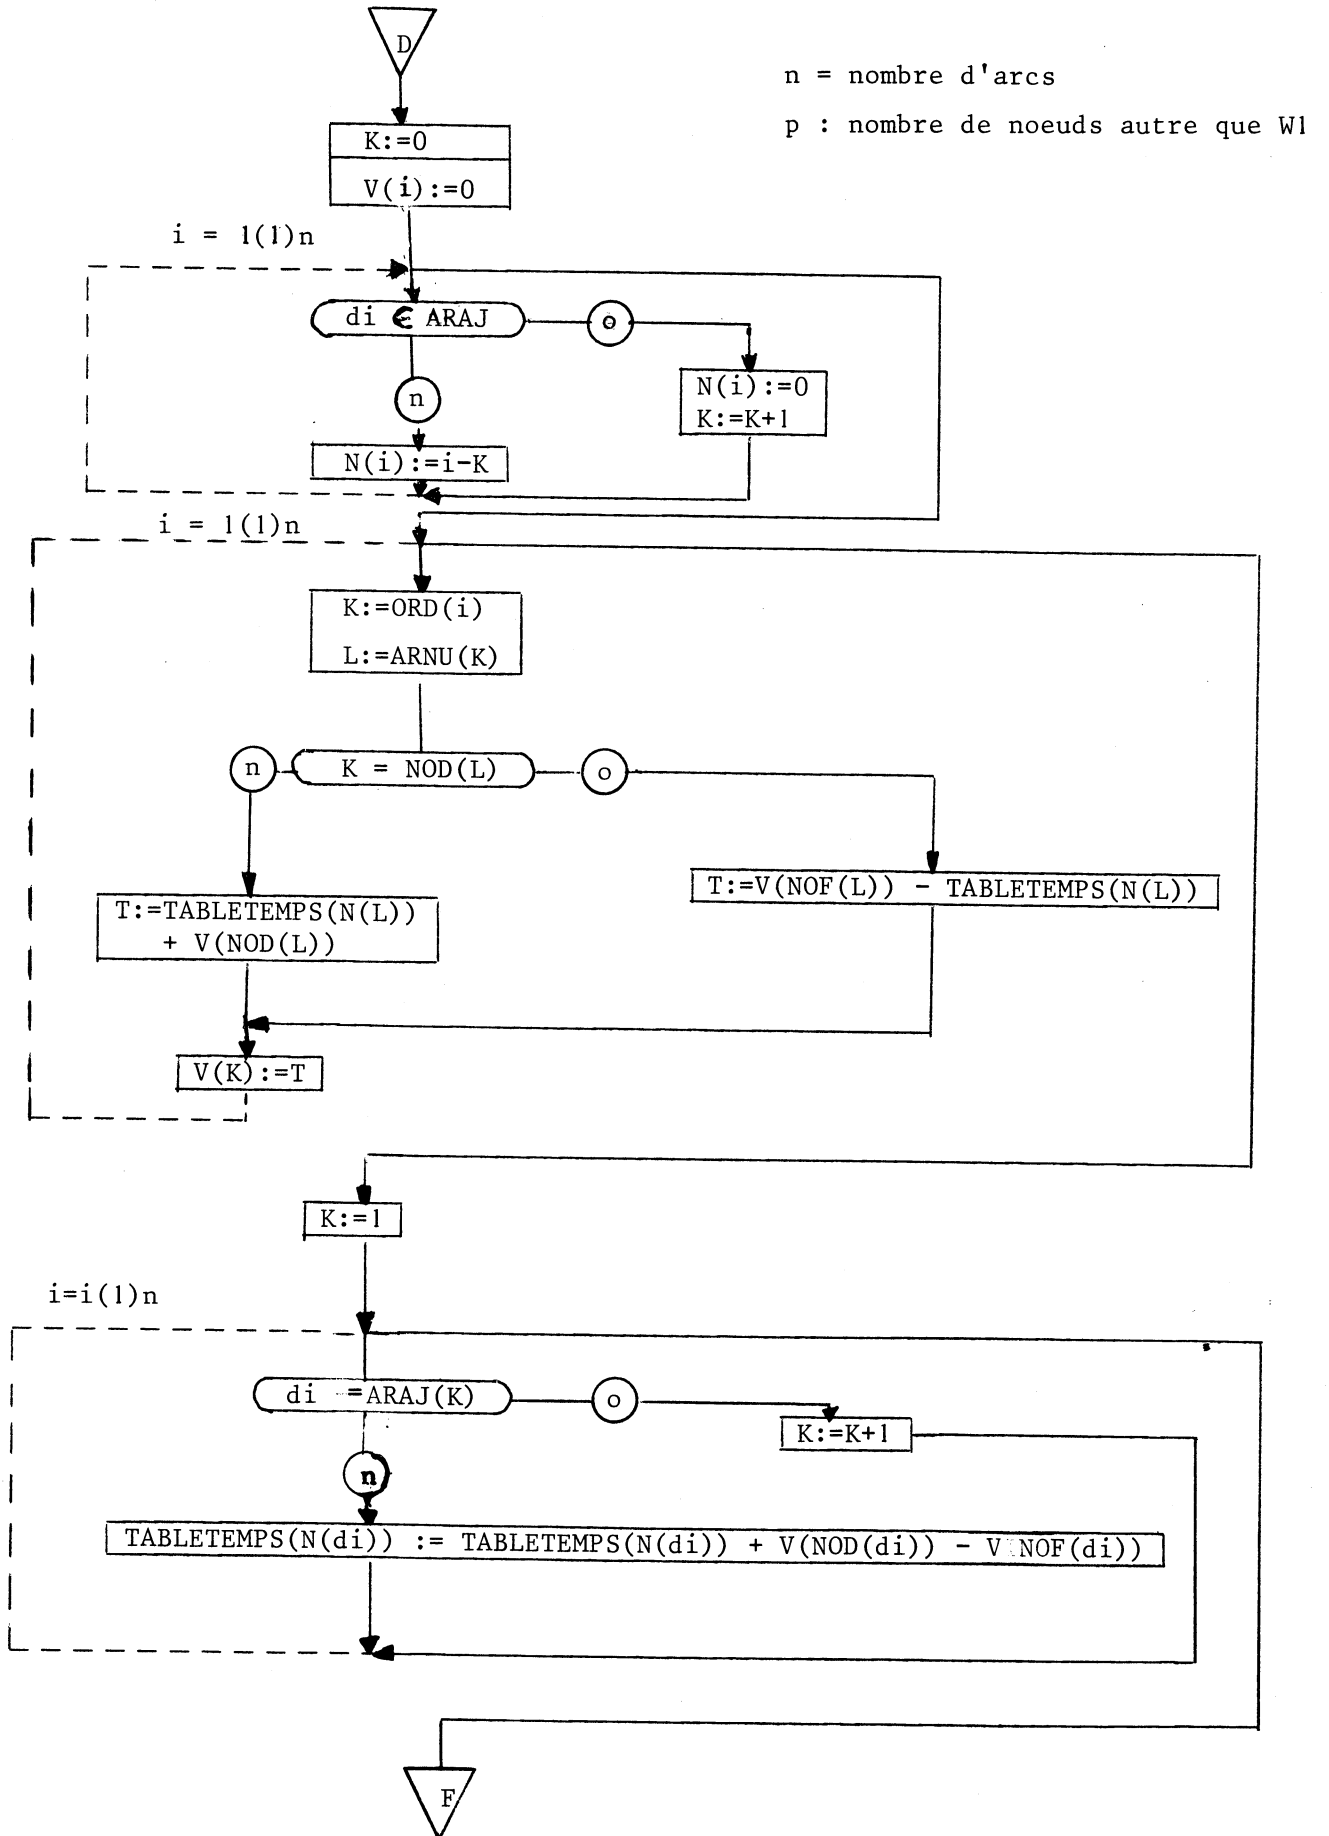 D
n = nombre d'arcs
p : nombre de noeuds autre que W1
K:=0
V(i):=0
i = 1(1)n
di ∈ ARAJ
o
n
N(i):=0
K:=K+1
N(i):=i-K
i = 1(1)n
K:=ORD(i)
L:=ARNU(K)
n
K = NOD(L)
o
T:=TABLETEMPS(N(L))
+ V(NOD(L))
T:=V(NOF(L)) - TABLETEMPS(N(L))
V(K):=T
K:=1
i=i(1)n
di =ARAJ(K)
o
K:=K+1
n
TABLETEMPS(N(di)) := TABLETEMPS(N(di)) + V(NOD(di)) - V NOF(di))
F